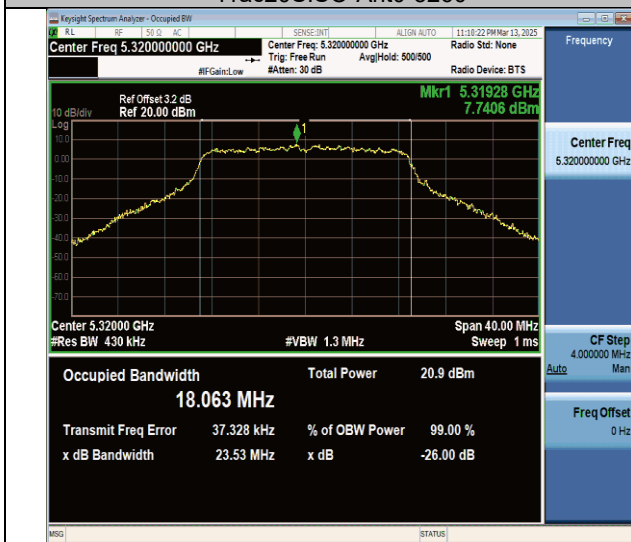 Keysight Spectrum Analyzer - Occupied BW
RL RF 50 Ω AC SENSE:INT ALIGN AUTO 11:10:22 PM Mar 13, 2025
Center Freq 5.320000000 GHz Center Freq: 5.320000000 GHz Radio Std: None Frequency
Trig: Free Run Avg|Hold: 500/500
#IFGain:Low #Atten: 30 dB Radio Device: BTS
Mkr1 5.31928 GHz
7.7406 dBm
Ref Offset 3.2 dB
10 dB/div Ref 20.00 dBm
Log
1
10.0
0.00
-10.0
-20.0
-30.0
-40.0
-50.0
-60.0
-70.0
Center 5.32000 GHz Span 40.00 MHz
#Res BW 430 kHz #VBW 1.3 MHz Sweep 1 ms
Occupied Bandwidth Total Power 20.9 dBm
18.063 MHz
Transmit Freq Error 37.328 kHz % of OBW Power 99.00 %
x dB Bandwidth 23.53 MHz x dB -26.00 dB
MSG STATUS
Center Freq
5.320000000 GHz
CF Step
4.000000 MHz
Auto Man
Freq Offset
0 Hz